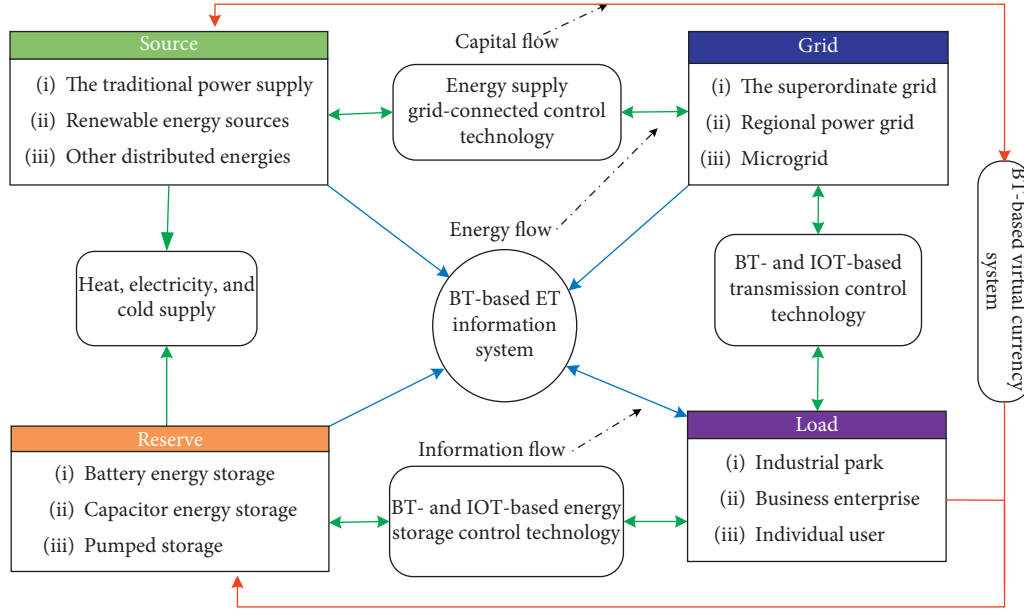 Source
(i) The traditional power supply
(ii) Renewable energy sources
(iii) Other distributed energies
Capital flow
Energy supply
grid-connected control
technology
Grid
(i) The superordinate grid
(ii) Regional power grid
(iii) Microgrid
Energy flow
Heat, electricity, and
cold supply
BT-based ET
information
system
BT- and IOT-based
transmission control
technology
BT-based virtual currency
system
Reserve
(i) Battery energy storage
(ii) Capacitor energy storage
(iii) Pumped storage
Information flow
BT- and IOT-based energy
storage control technology
Load
(i) Industrial park
(ii) Business enterprise
(iii) Individual user